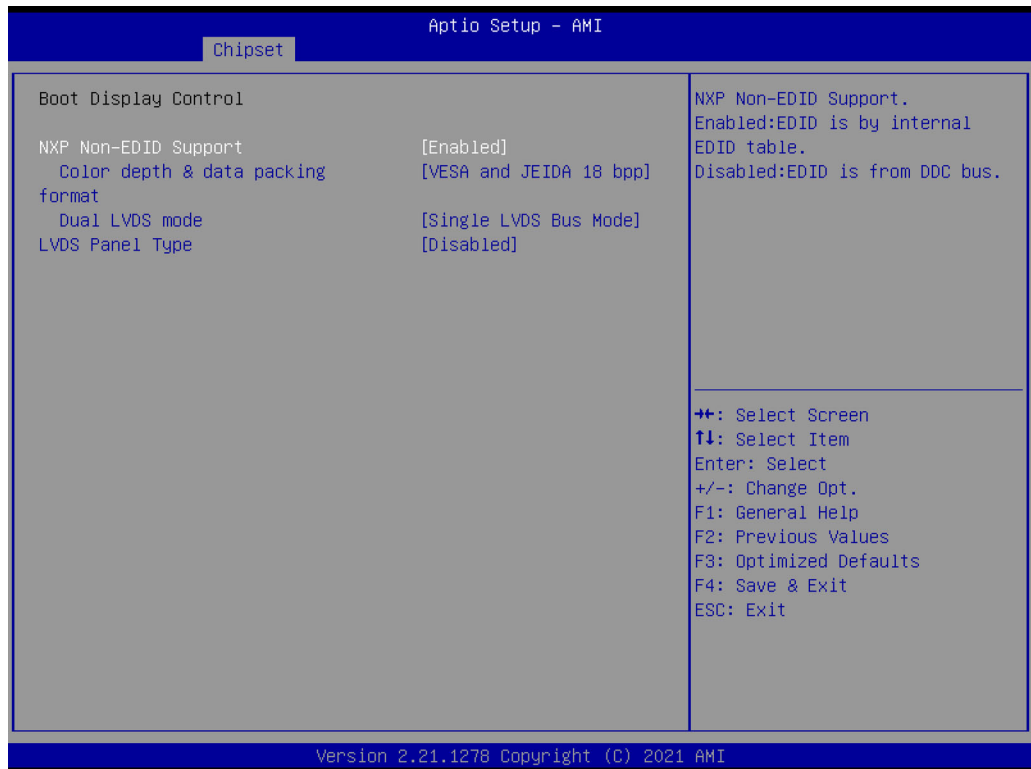 Aptio Setup – AMI
Chipset
Boot Display Control
NXP Non-EDID Support [Enabled]
Color depth & data packing [VESA and JEIDA 18 bpp]
format
Dual LVDS mode [Single LVDS Bus Mode]
LVDS Panel Type [Disabled]
NXP Non-EDID Support.
Enabled:EDID is by internal
EDID table.
Disabled:EDID is from DDC bus.
→←: Select Screen
↑↓: Select Item
Enter: Select
+/-: Change Opt.
F1: General Help
F2: Previous Values
F3: Optimized Defaults
F4: Save & Exit
ESC: Exit
Version 2.21.1278 Copyright (C) 2021 AMI